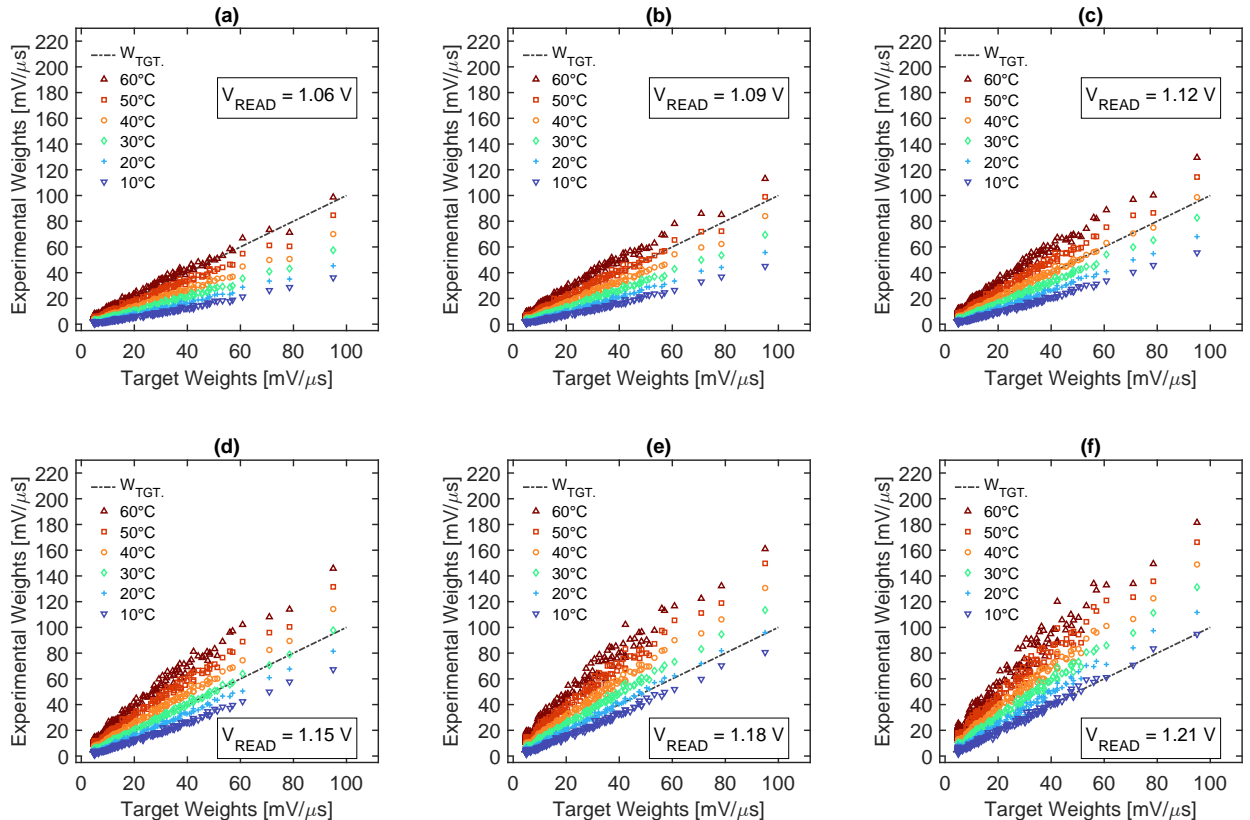 (a)
220
200
180
160
140
120
100
80
60
40
20
0
Experimental Weights [mV/μs]
W_TGT.
60°C
50°C
40°C
30°C
20°C
10°C
V_READ = 1.06 V
0 20 40 60 80 100
Target Weights [mV/μs]
(b)
220
200
180
160
140
120
100
80
60
40
20
0
Experimental Weights [mV/μs]
W_TGT.
60°C
50°C
40°C
30°C
20°C
10°C
V_READ = 1.09 V
0 20 40 60 80 100
Target Weights [mV/μs]
(c)
220
200
180
160
140
120
100
80
60
40
20
0
Experimental Weights [mV/μs]
W_TGT.
60°C
50°C
40°C
30°C
20°C
10°C
V_READ = 1.12 V
0 20 40 60 80 100
Target Weights [mV/μs]
(d)
220
200
180
160
140
120
100
80
60
40
20
0
Experimental Weights [mV/μs]
W_TGT.
60°C
50°C
40°C
30°C
20°C
10°C
V_READ = 1.15 V
0 20 40 60 80 100
Target Weights [mV/μs]
(e)
220
200
180
160
140
120
100
80
60
40
20
0
Experimental Weights [mV/μs]
W_TGT.
60°C
50°C
40°C
30°C
20°C
10°C
V_READ = 1.18 V
0 20 40 60 80 100
Target Weights [mV/μs]
(f)
220
200
180
160
140
120
100
80
60
40
20
0
Experimental Weights [mV/μs]
W_TGT.
60°C
50°C
40°C
30°C
20°C
10°C
V_READ = 1.21 V
0 20 40 60 80 100
Target Weights [mV/μs]